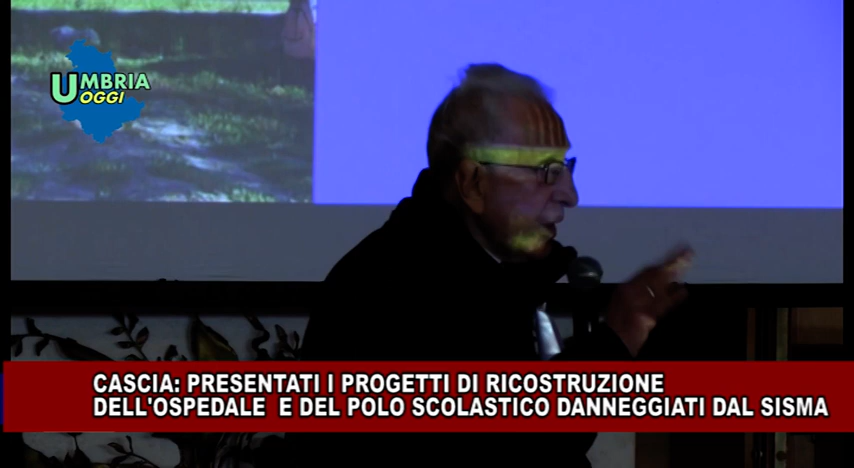 UMBRIA
OGGI
CASCIA: PRESENTATI I PROGETTI DI RICOSTRUZIONE
DELL'OSPEDALE E DEL POLO SCOLASTICO DANNEGGIATI DAL SISMA